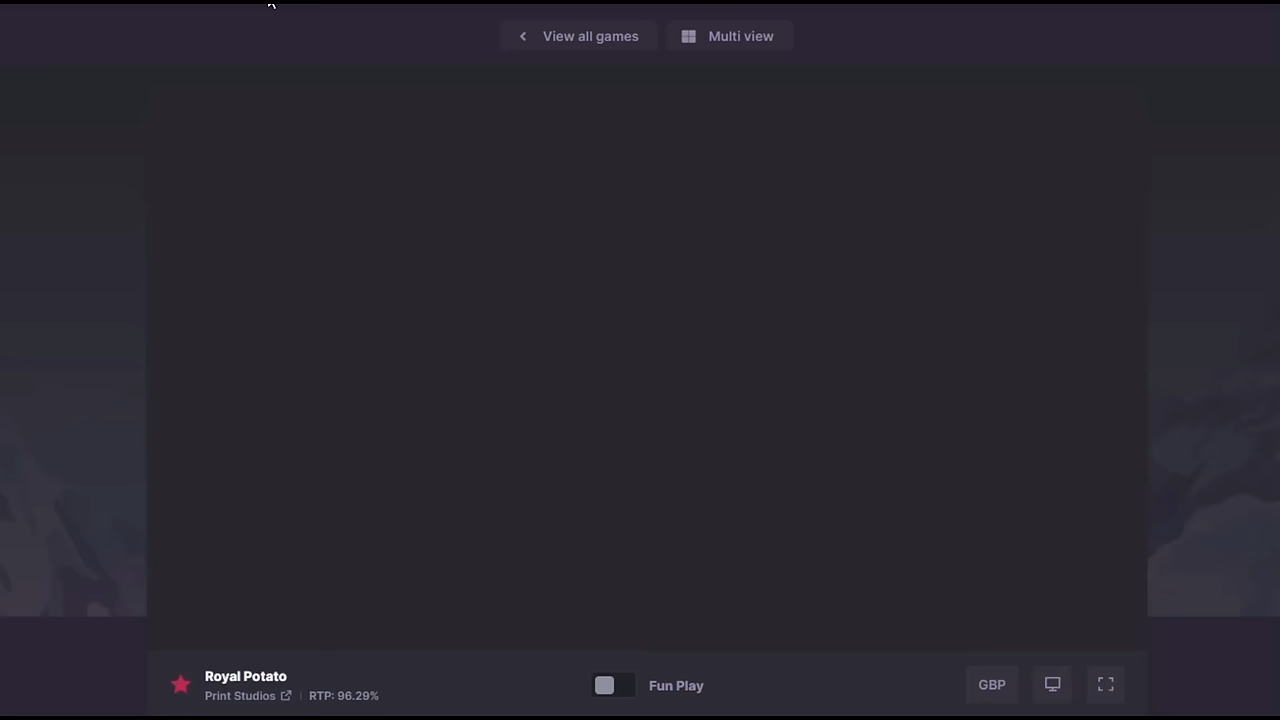 View all games
Multi view
Royal Potato
Print Studios | RTP: 96.29%
Fun Play
GBP